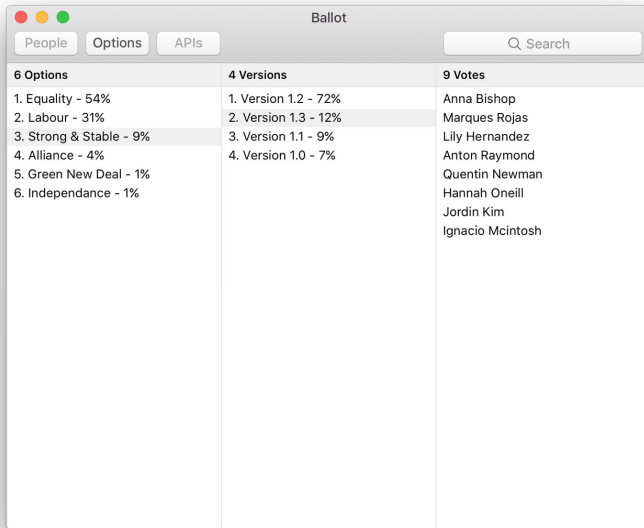 Ballot
People
Options
APIs
Search
6 Options
1. Equality - 54%
2. Labour - 31%
3. Strong & Stable - 9%
4. Alliance - 4%
5. Green New Deal - 1%
6. Independance - 1%
4 Versions
1. Version 1.2 - 72%
2. Version 1.3 - 12%
3. Version 1.1 - 9%
4. Version 1.0 - 7%
9 Votes
Anna Bishop
Marques Rojas
Lily Hernandez
Anton Raymond
Quentin Newman
Hannah Oneill
Jordin Kim
Ignacio Mcintosh